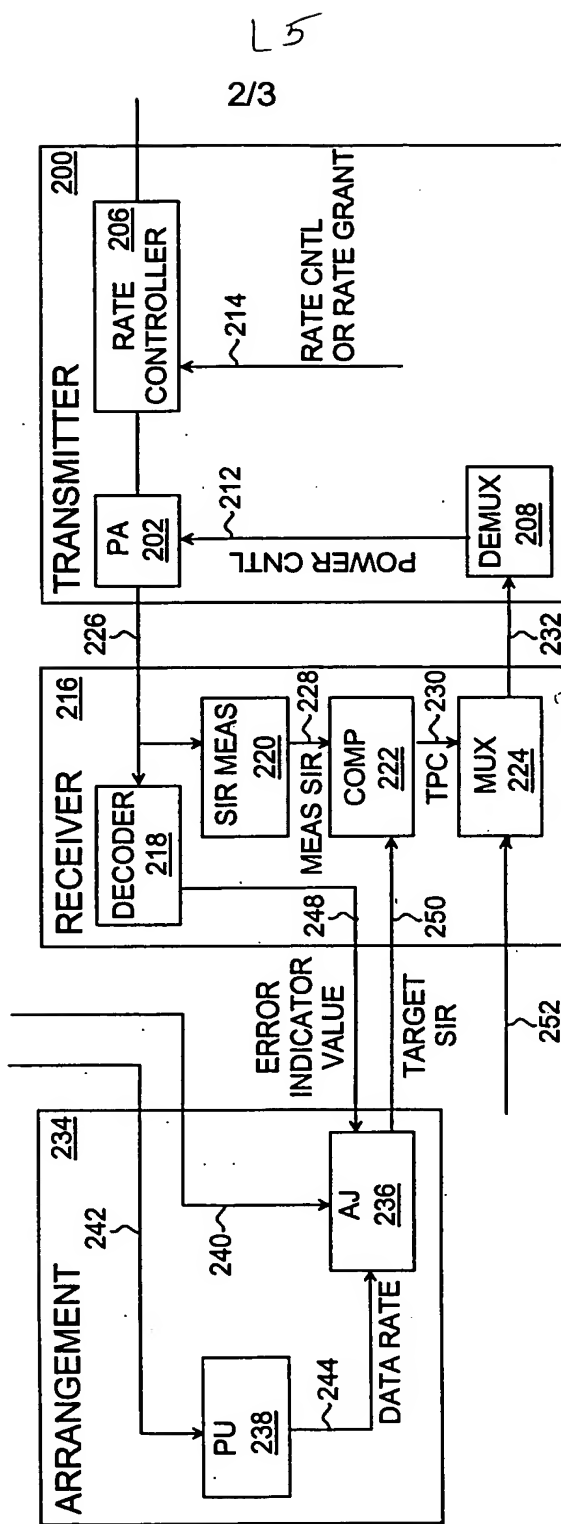 L5
2/3
ARRANGEMENT
234
242
240
PU
238
244
DATA RATE
AJ
236
ERROR
INDICATOR
VALUE
TARGET
SIR
248
250
252
RECEIVER
216
DECODER
218
SIR MEAS
220
MEAS SIR
228
COMP
222
TPC
230
MUX
224
226
232
TRANSMITTER
200
PA
202
RATE
CONTROLLER
206
212
POWER CNTL
DEMUX
208
214
RATE CNTL
OR RATE GRANT